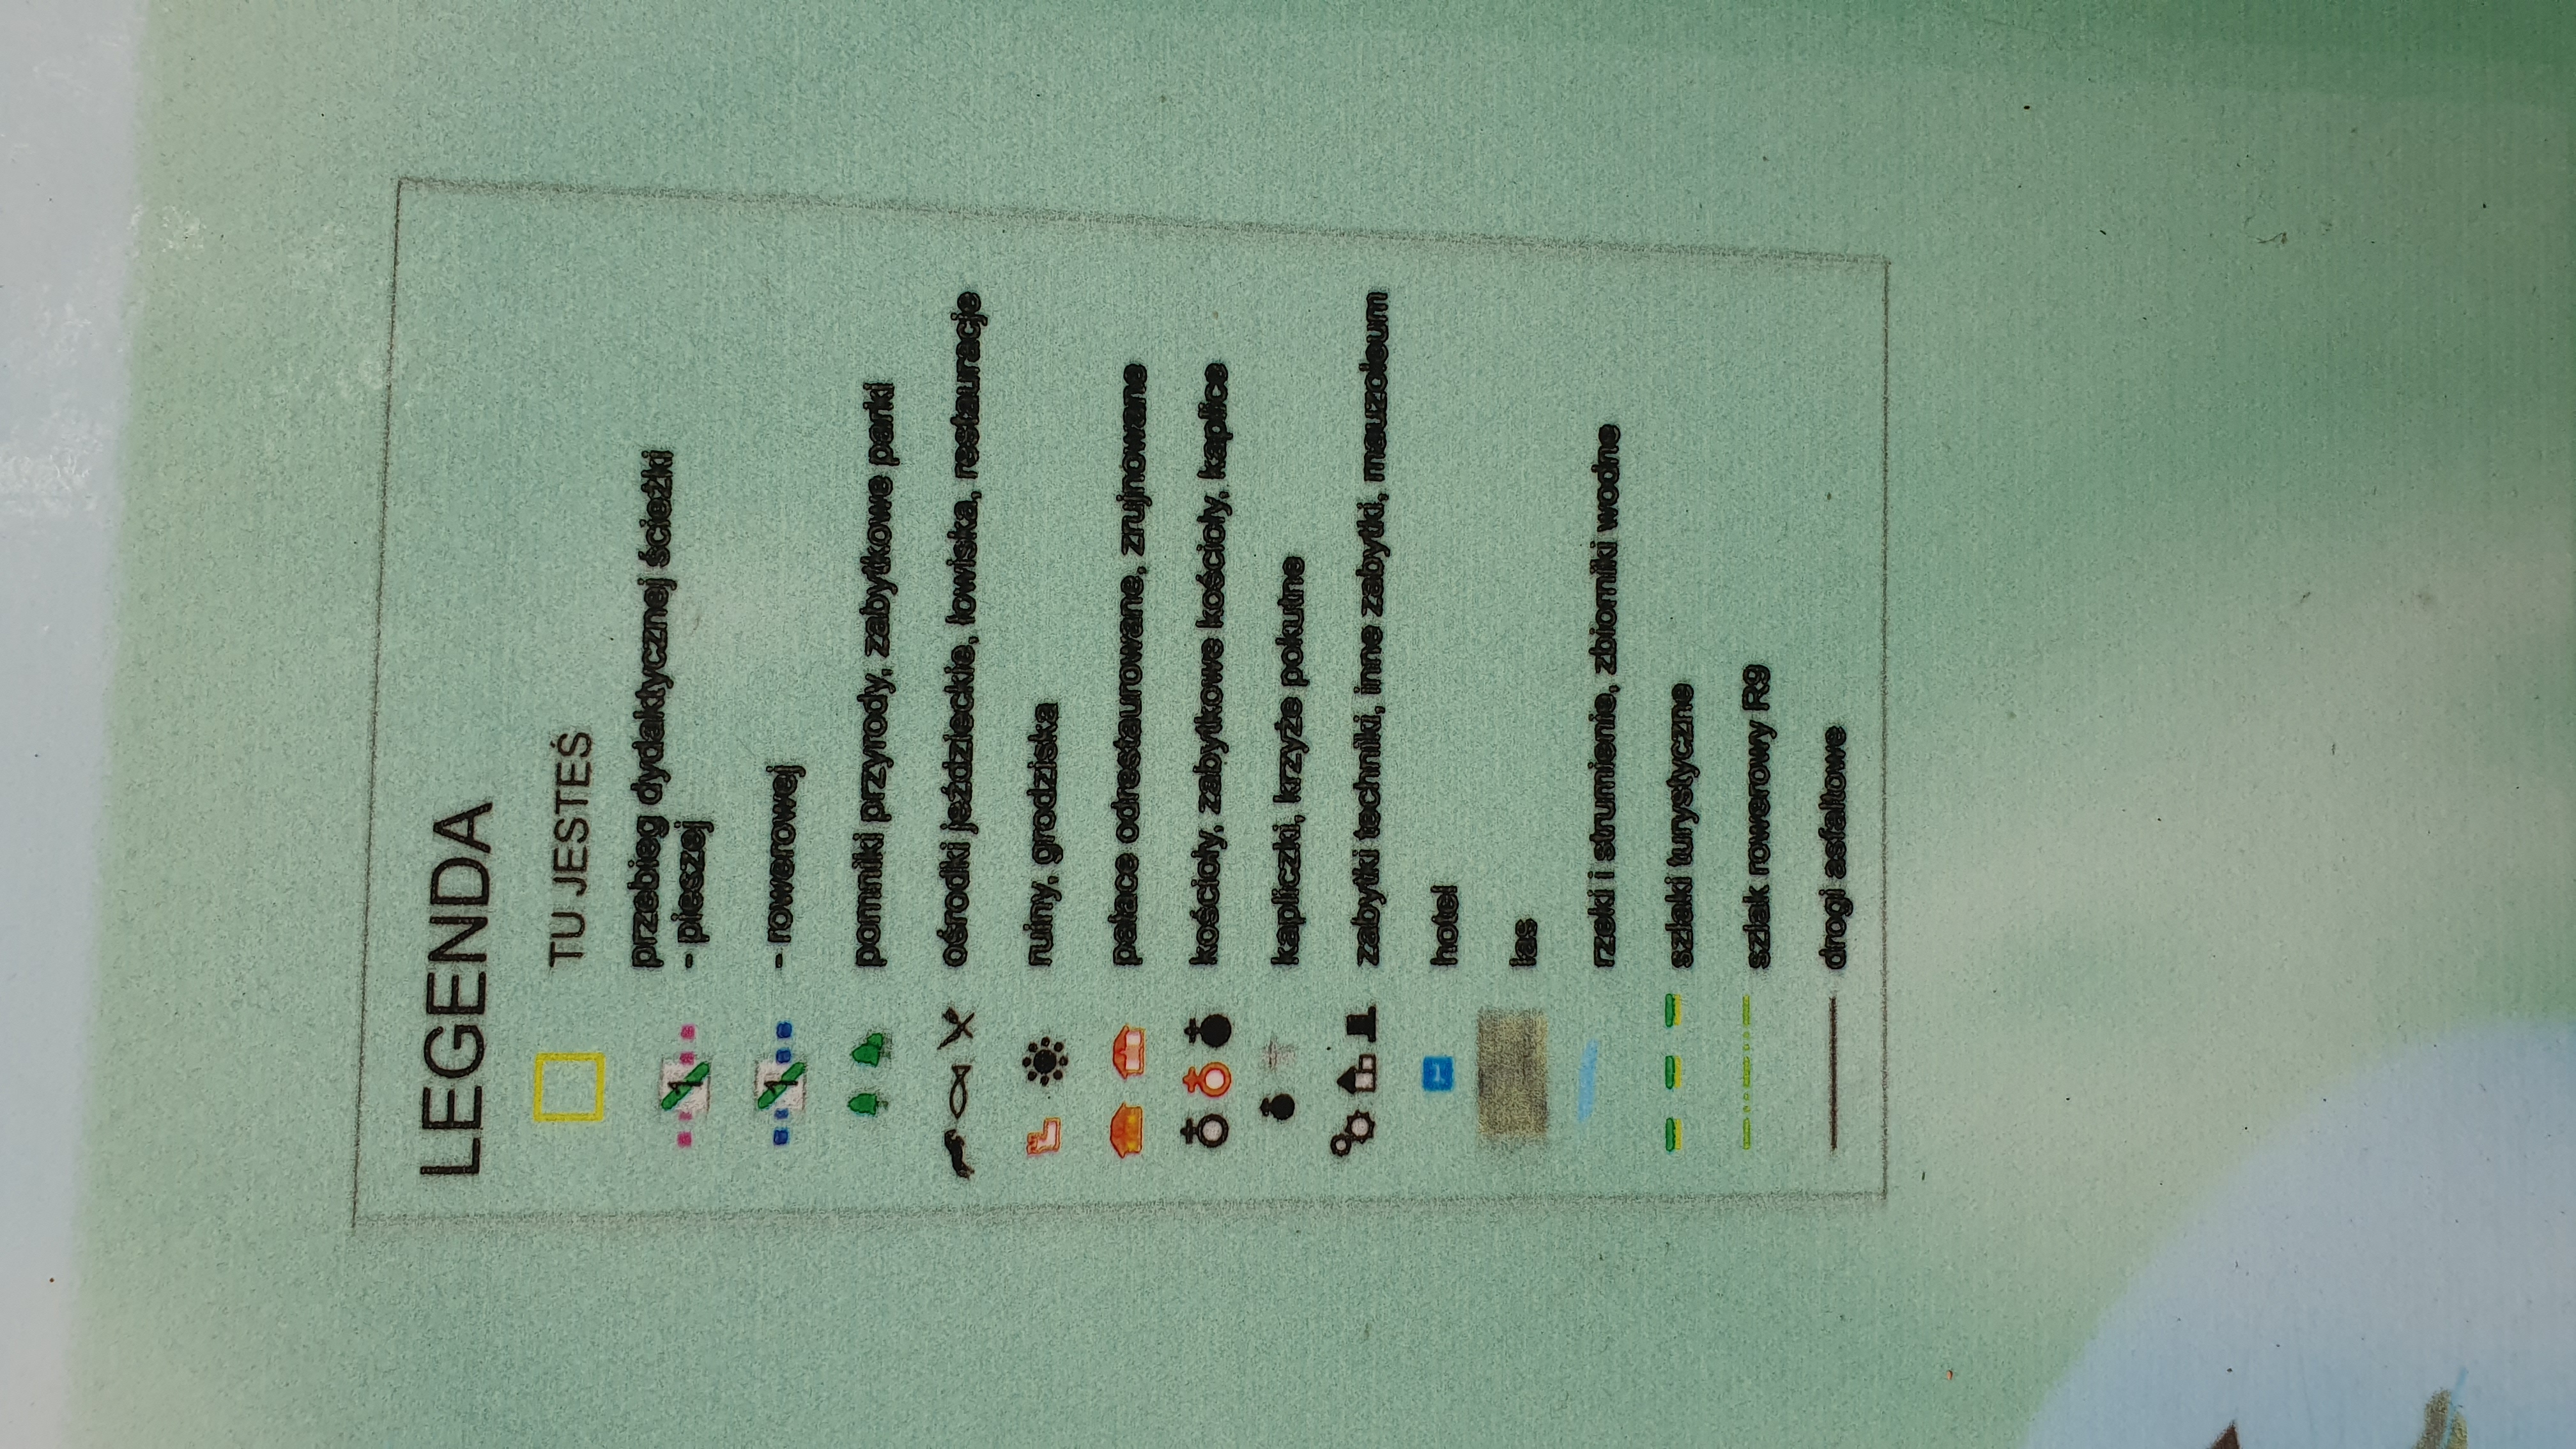 LEGENDA
TU JESTEŚ
przebieg dydaktycznej ścieżki
1 - pieszej
1 - rowerowej
pomniki przyrody, zabytkowe parki
ośrodki jeździeckie, łowiska, restauracje
ruiny, grodziska
pałace odrestaurowane, zrujnowane
kościoły, zabytkowe kościoły, kaplice
kapliczki, krzyże pokutne
zabytki techniki, inne zabytki, mauzoleum
hotel
las
rzeki i strumienie, zbiorniki wodne
szlaki turystyczne
szlak rowerowy R9
drogi asfaltowe